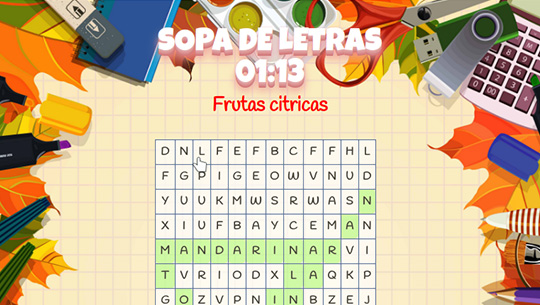 SOPA DE LETRAS
01:13
Frutas citricas
D N L F E F B C F F H L
F G P I G E O W V N U D
Y U U K M W S R W A S N
X I U F B A Y C E M A N
M A N D A R I N A R V I
T V R I O D X L A Q K P
G O Z V P N I N B Z E J